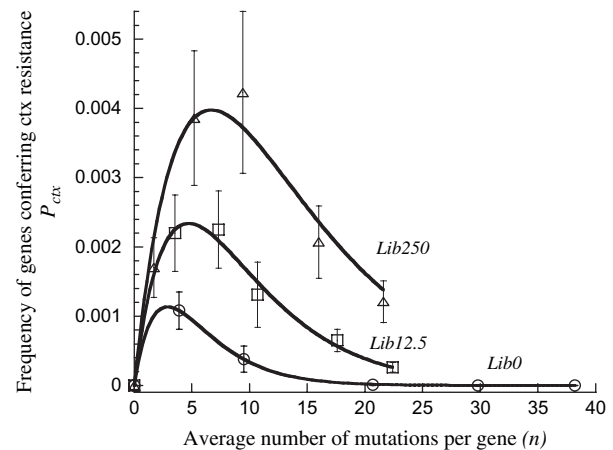 Frequency of genes conferring ctx resistance
P_ctx
0.005
0.004
0.003
0.002
0.001
0
Lib250
Lib12.5
Lib0
0 5 10 15 20 25 30 35 40
Average number of mutations per gene (n)